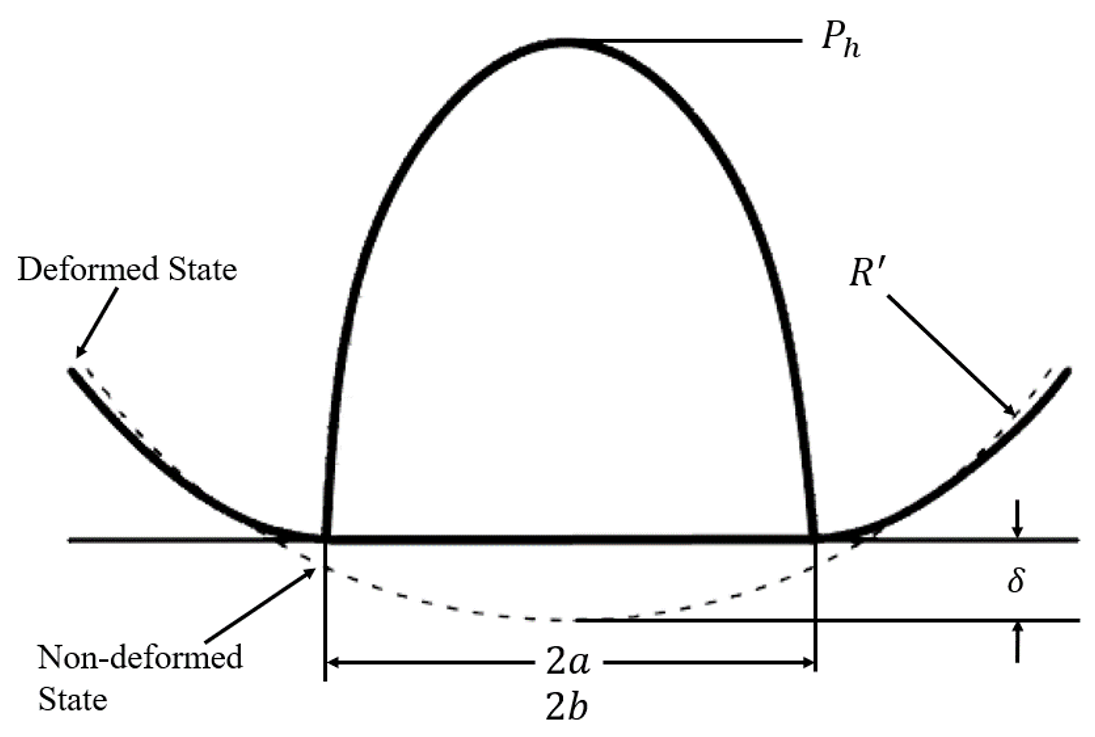 P_h
Deformed State
R′
δ
Non-deformed
State
2a
2b